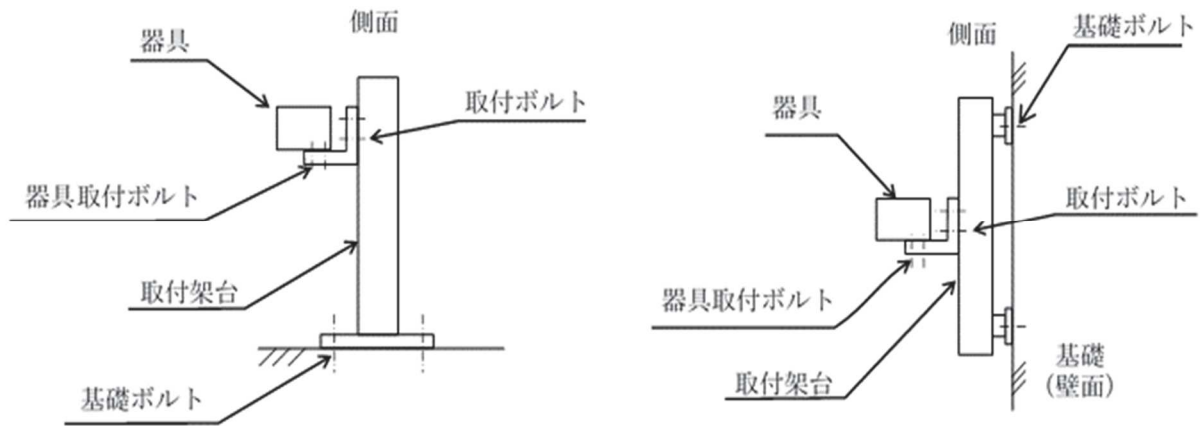 側面
器具
取付ボルト
器具取付ボルト
取付架台
基礎ボルト
側面
基礎ボルト
器具
取付ボルト
器具取付ボルト
取付架台
基礎
(壁面)